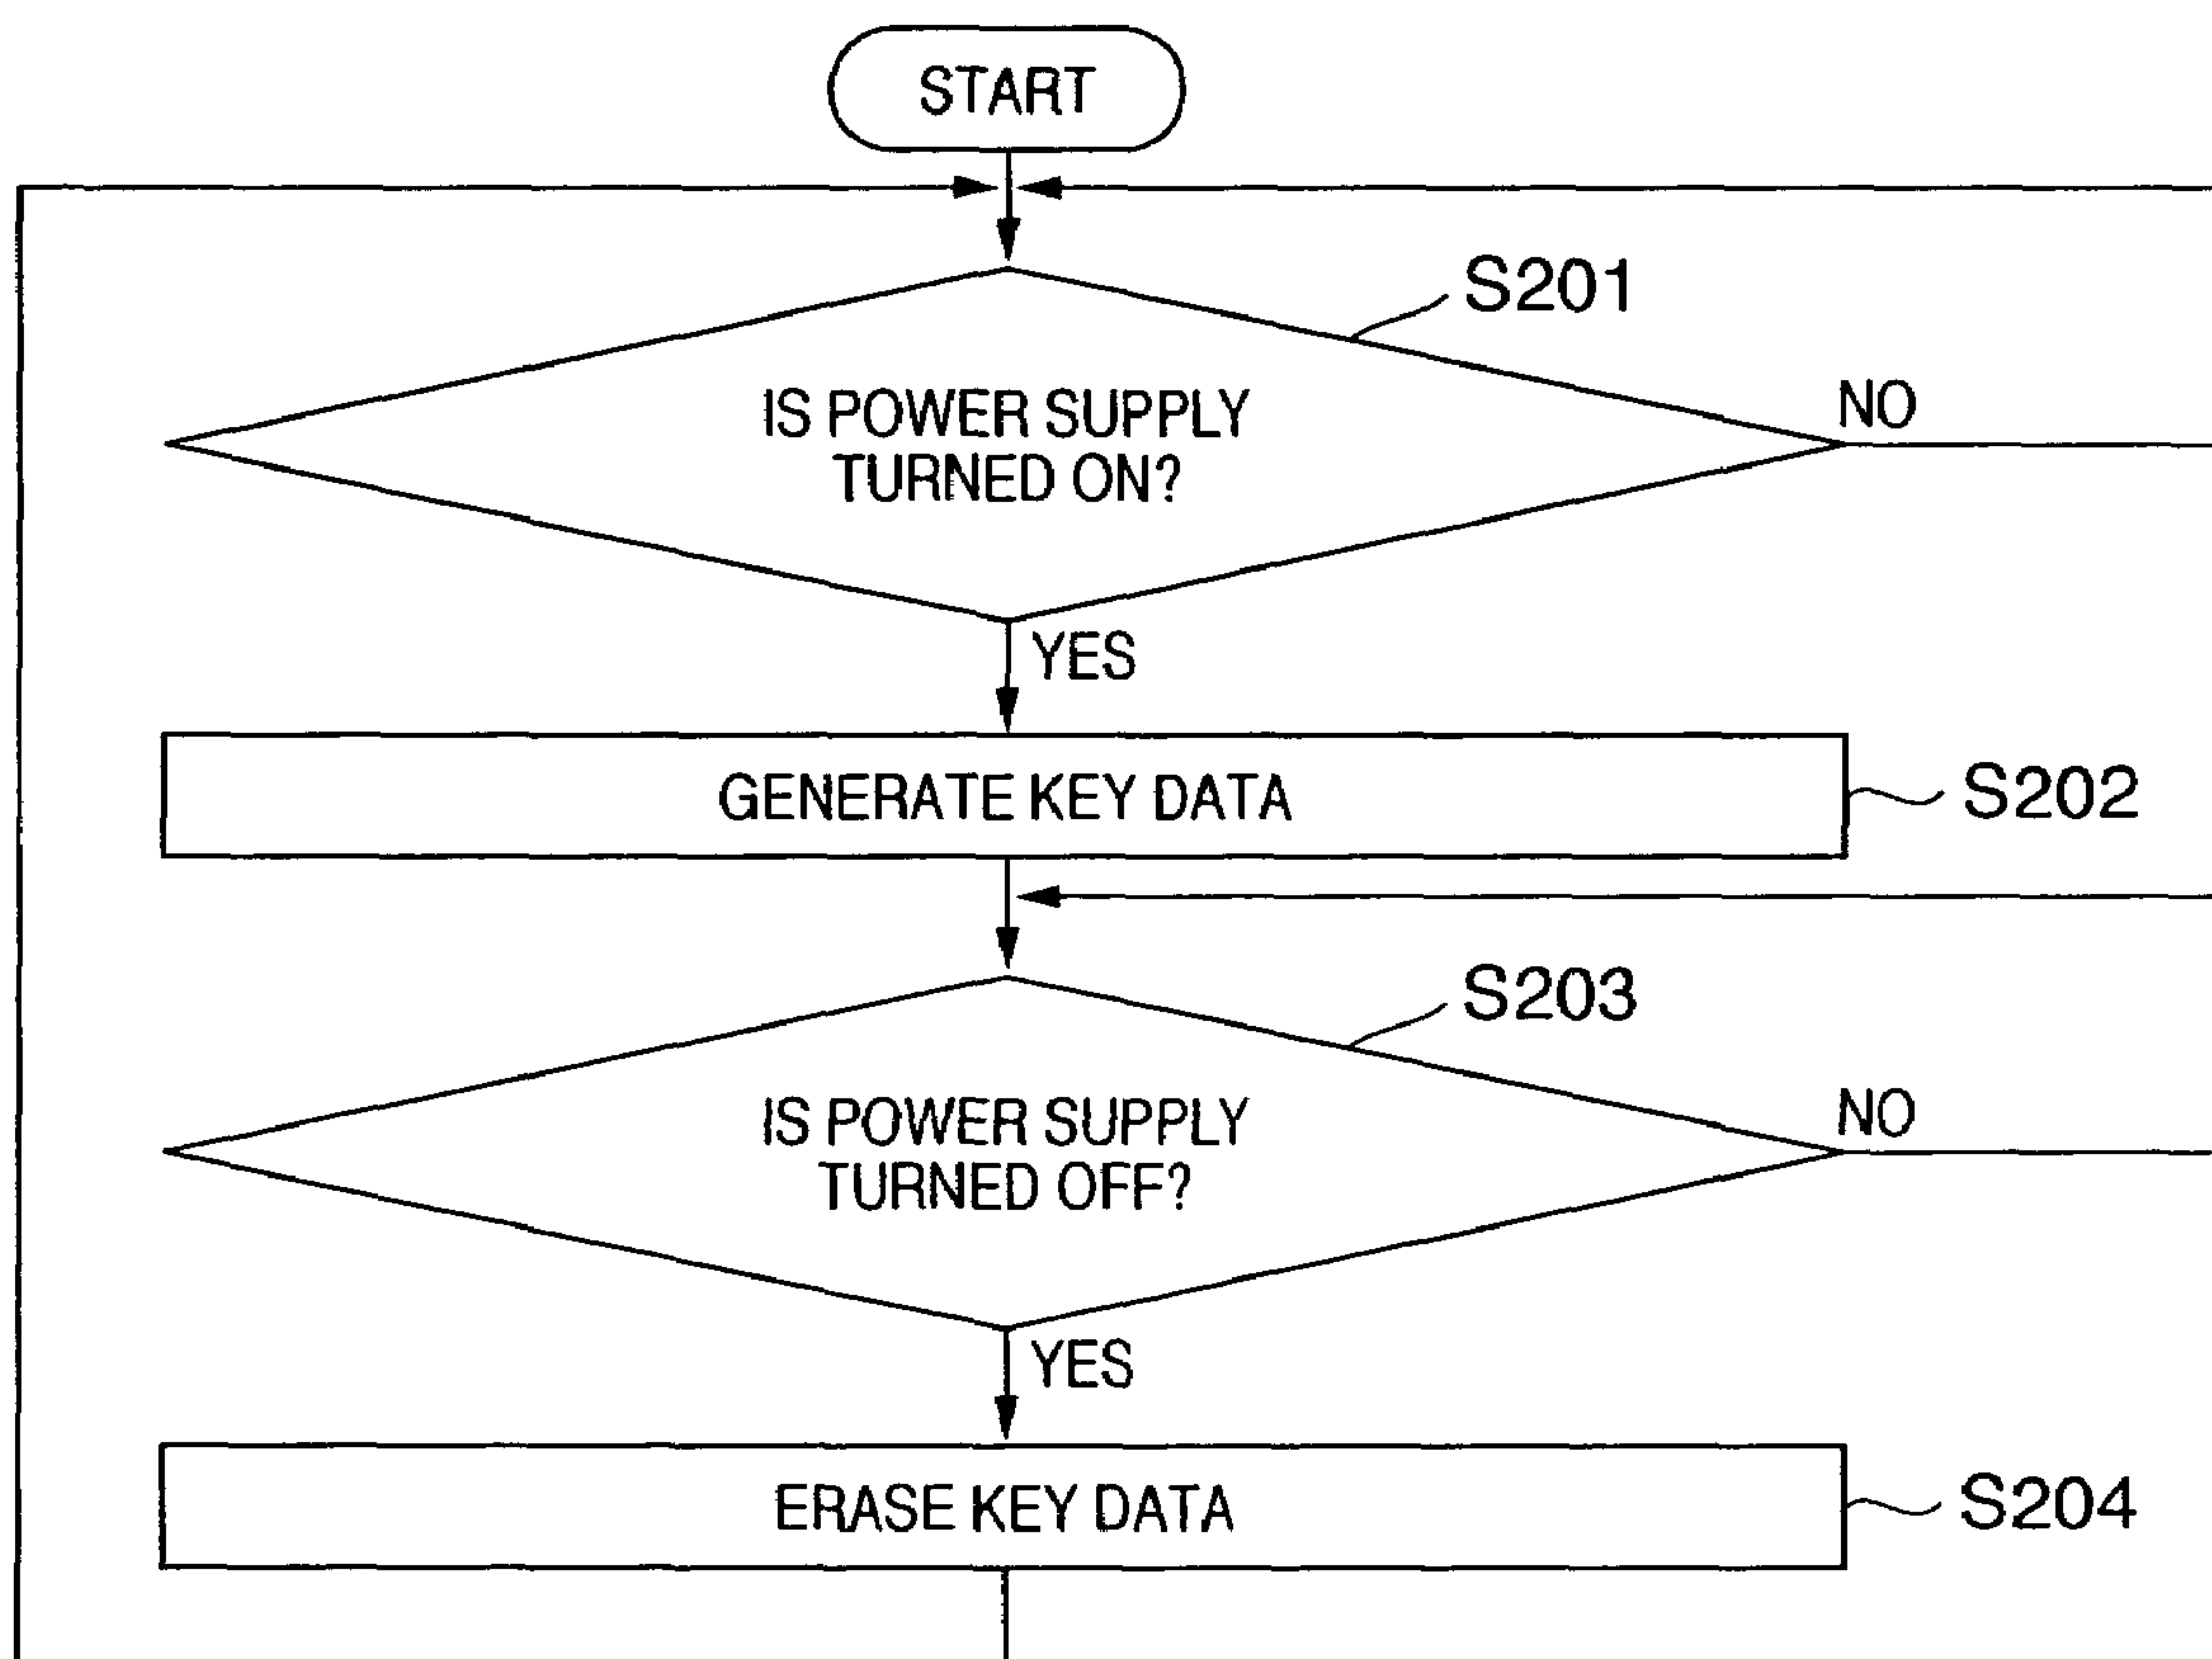 START
S201
IS POWER SUPPLY
TURNED ON?
NO
YES
GENERATE KEY DATA
S202
S203
IS POWER SUPPLY
TURNED OFF?
NO
YES
ERASE KEY DATA
S204